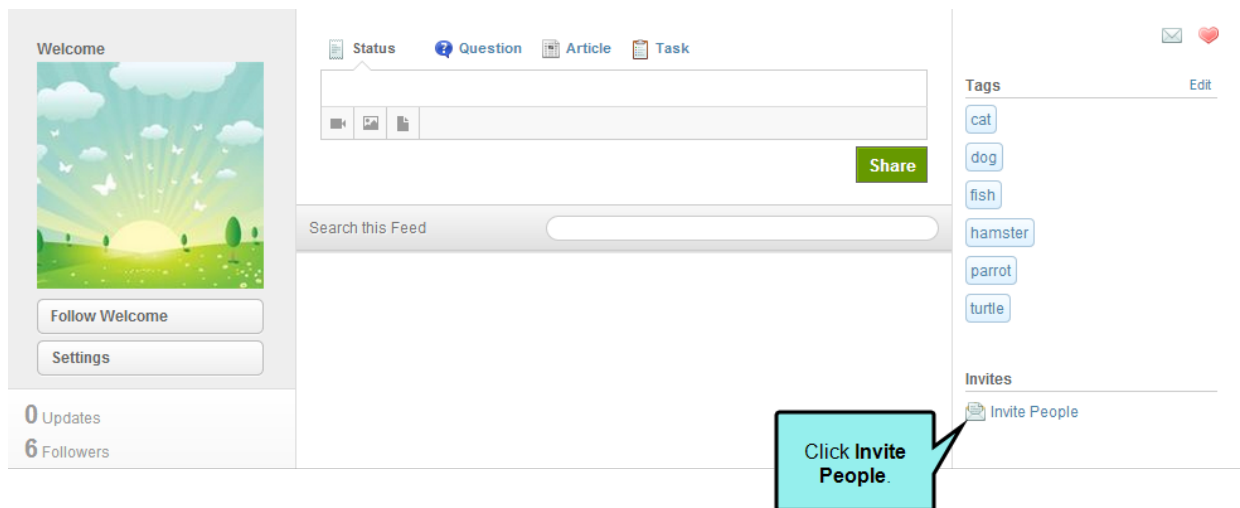 Welcome
Follow Welcome
Settings
0 Updates
6 Followers
Status Question Article Task
Share
Search this Feed
Tags Edit
cat
dog
fish
hamster
parrot
turtle
Invites
Invite People
Click Invite
People.